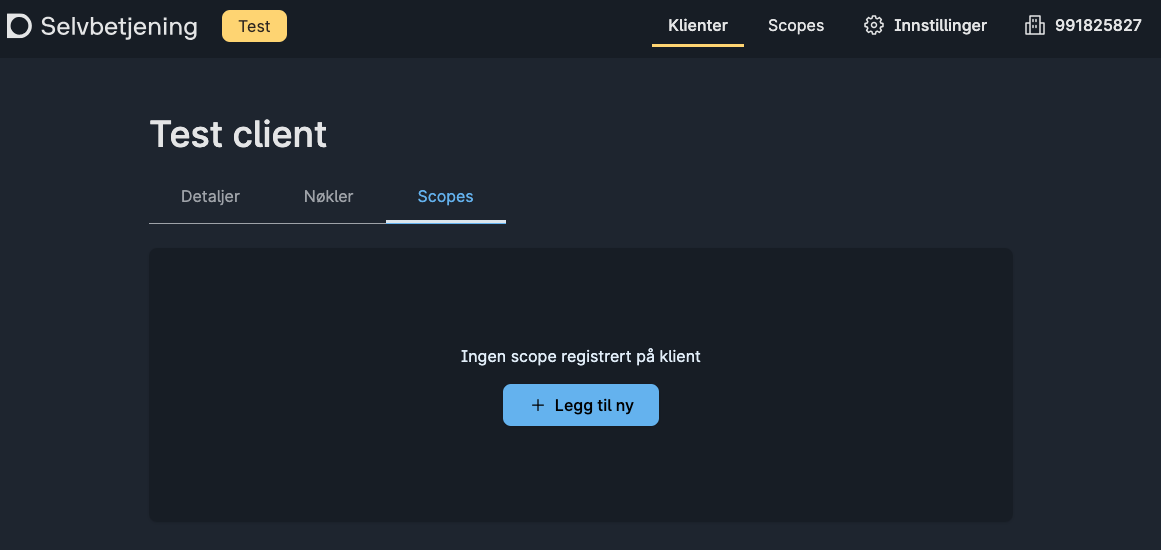 Selvbetjening Test Klienter Scopes Innstillinger 991825827
Test client
Detaljer Nøkler Scopes
Ingen scope registrert på klient
+ Legg til ny